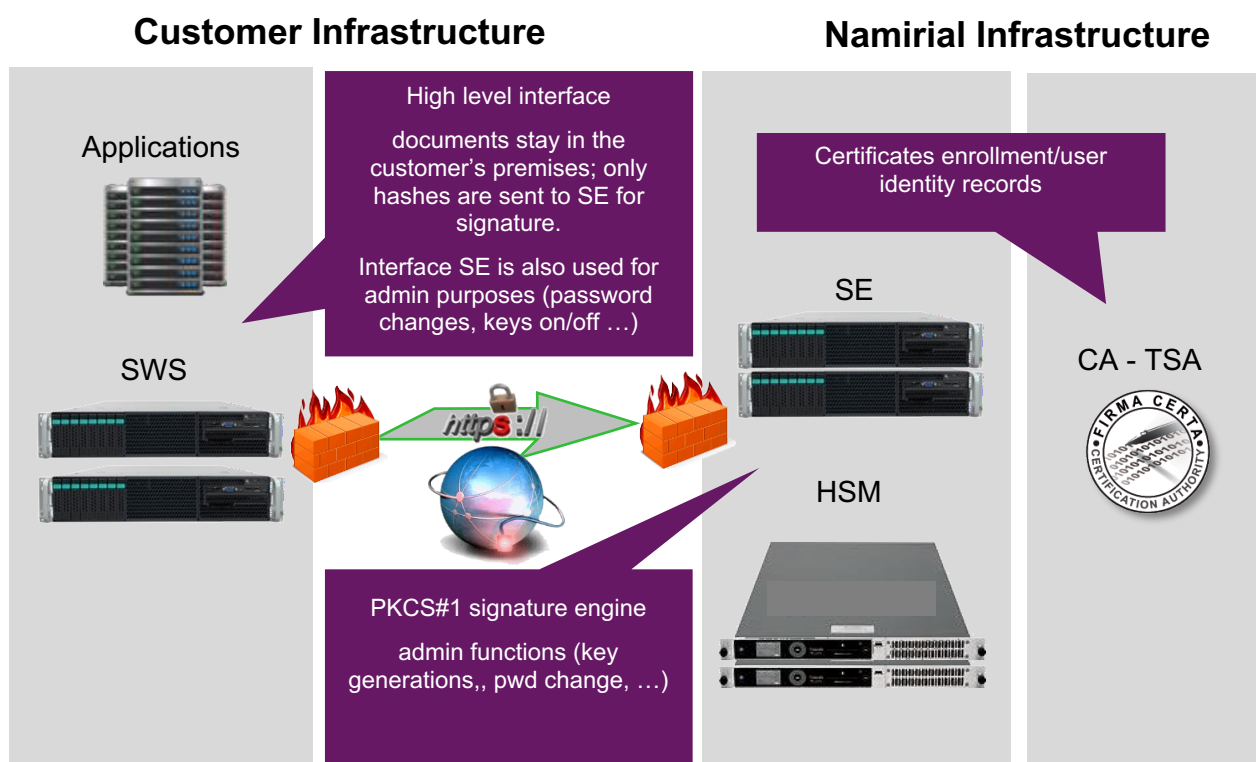 Customer Infrastructure
Namirial Infrastructure
Applications
High level interface
documents stay in the
customer's premises; only
hashes are sent to SE for
signature.
Interface SE is also used for
admin purposes (password
changes, keys on/off …)
Certificates enrollment/user
identity records
SWS
SE
CA - TSA
https://
FIRMA CERTA
CERTIFICATION AUTHORITY
HSM
PKCS#1 signature engine
admin functions (key
generations,, pwd change, …)